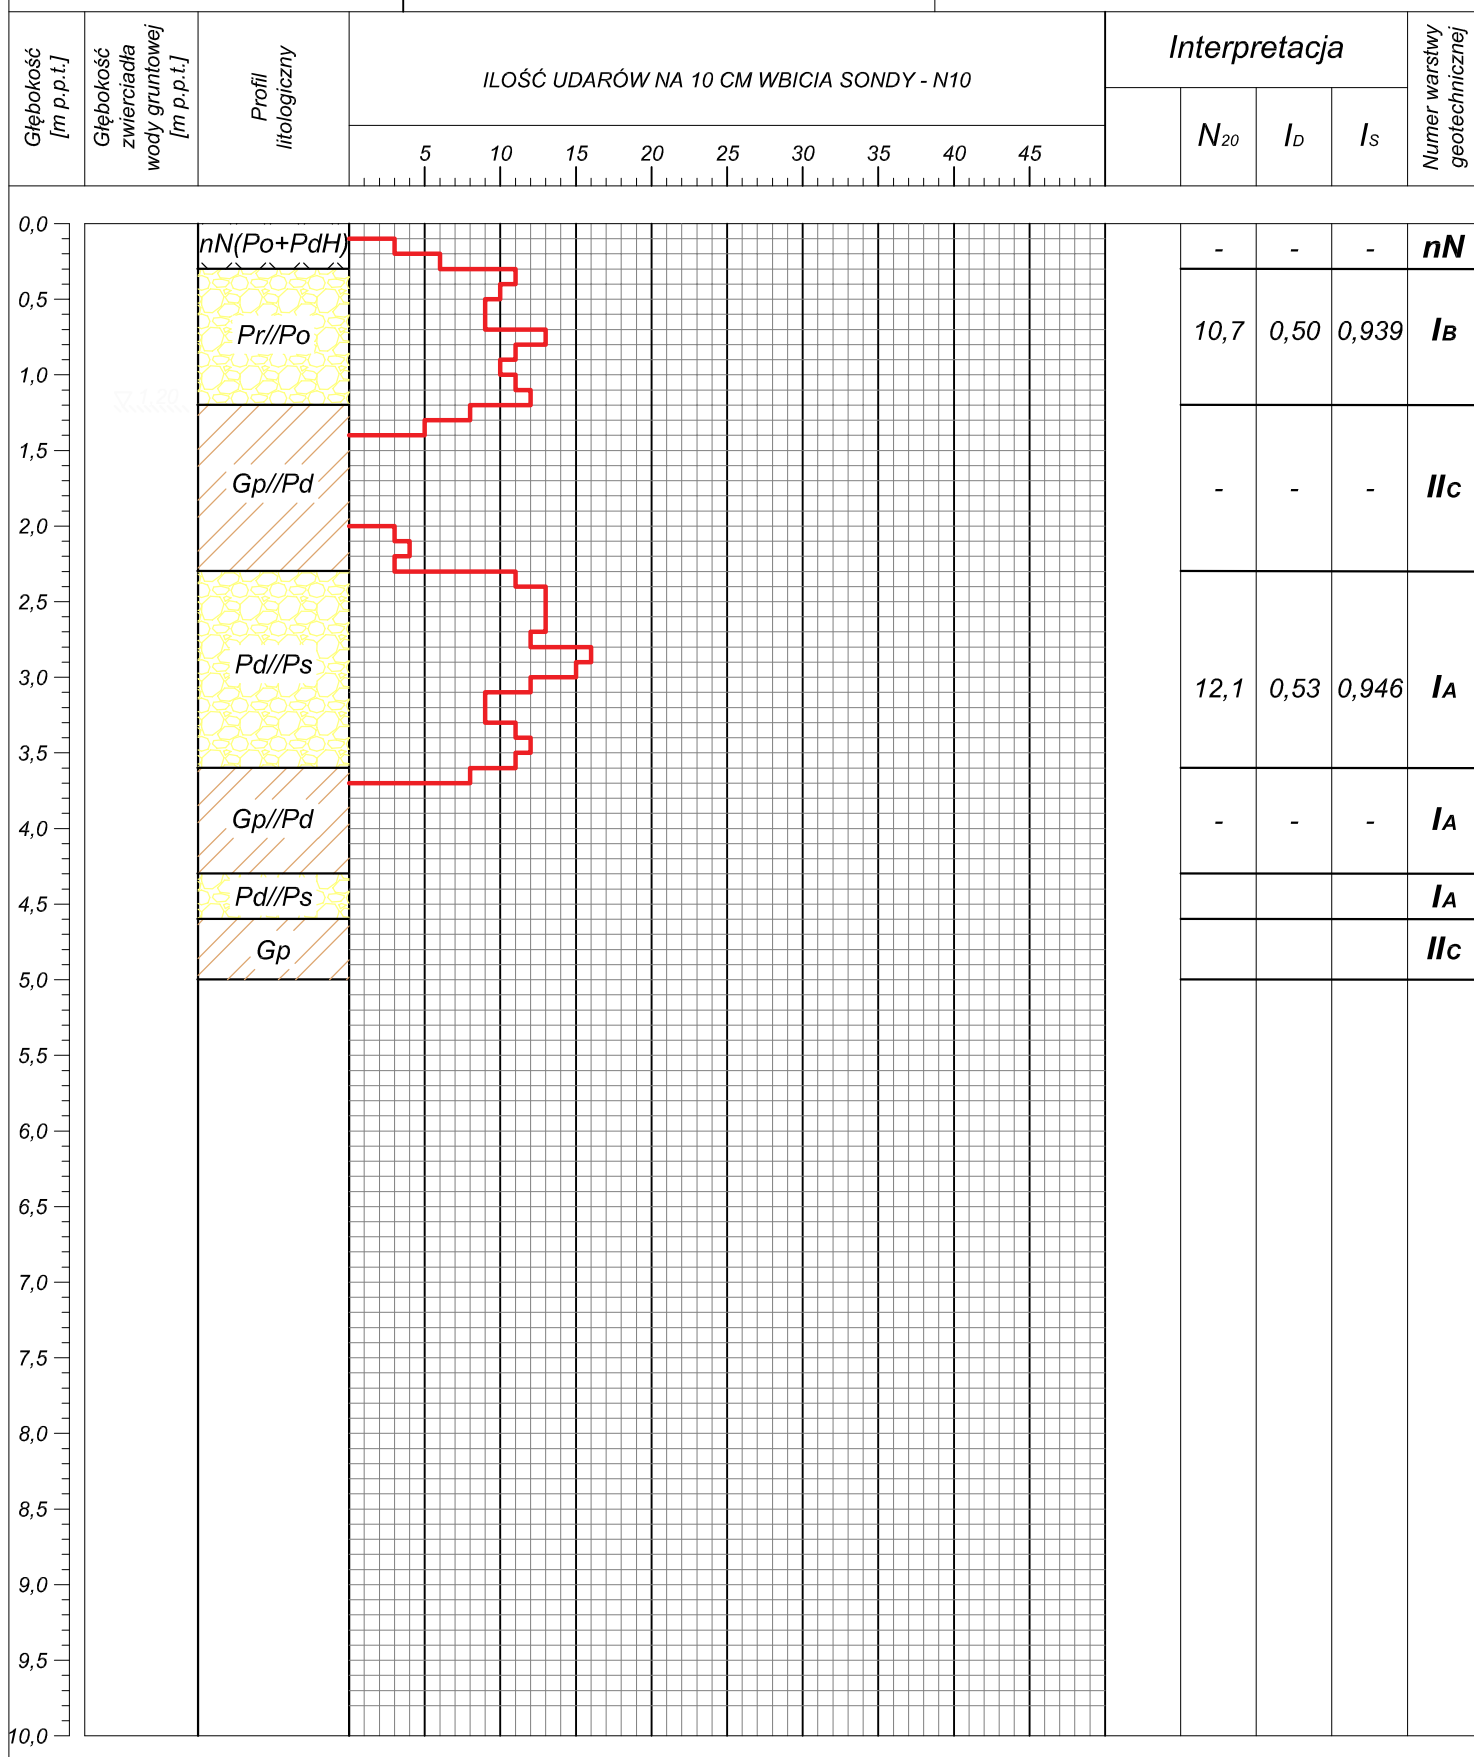 Głębokość
[m p.p.t.]
Głębokość
zwierciadła
wody gruntowej
[m p.p.t.]
Profil
litologiczny
ILOŚĆ UDARÓW NA 10 CM WBICIA SONDY - N10
5 10 15 20 25 30 35 40 45
Interpretacja
N20 ID IS
Numer warstwy
geotechnicznej
0,0
nN(Po+PdH) - - - nN
0,5
Pr//Po 10,7 0,50 0,939 IB
1,0
1,20
1,5
Gp//Pd - - - IIC
2,0
2,5
Pd//Ps 12,1 0,53 0,946 IA
3,0
3,5
Gp//Pd - - - IA
4,0
Pd//Ps IA
4,5
Gp IIC
5,0
5,5
6,0
6,5
7,0
7,5
8,0
8,5
9,0
9,5
10,0